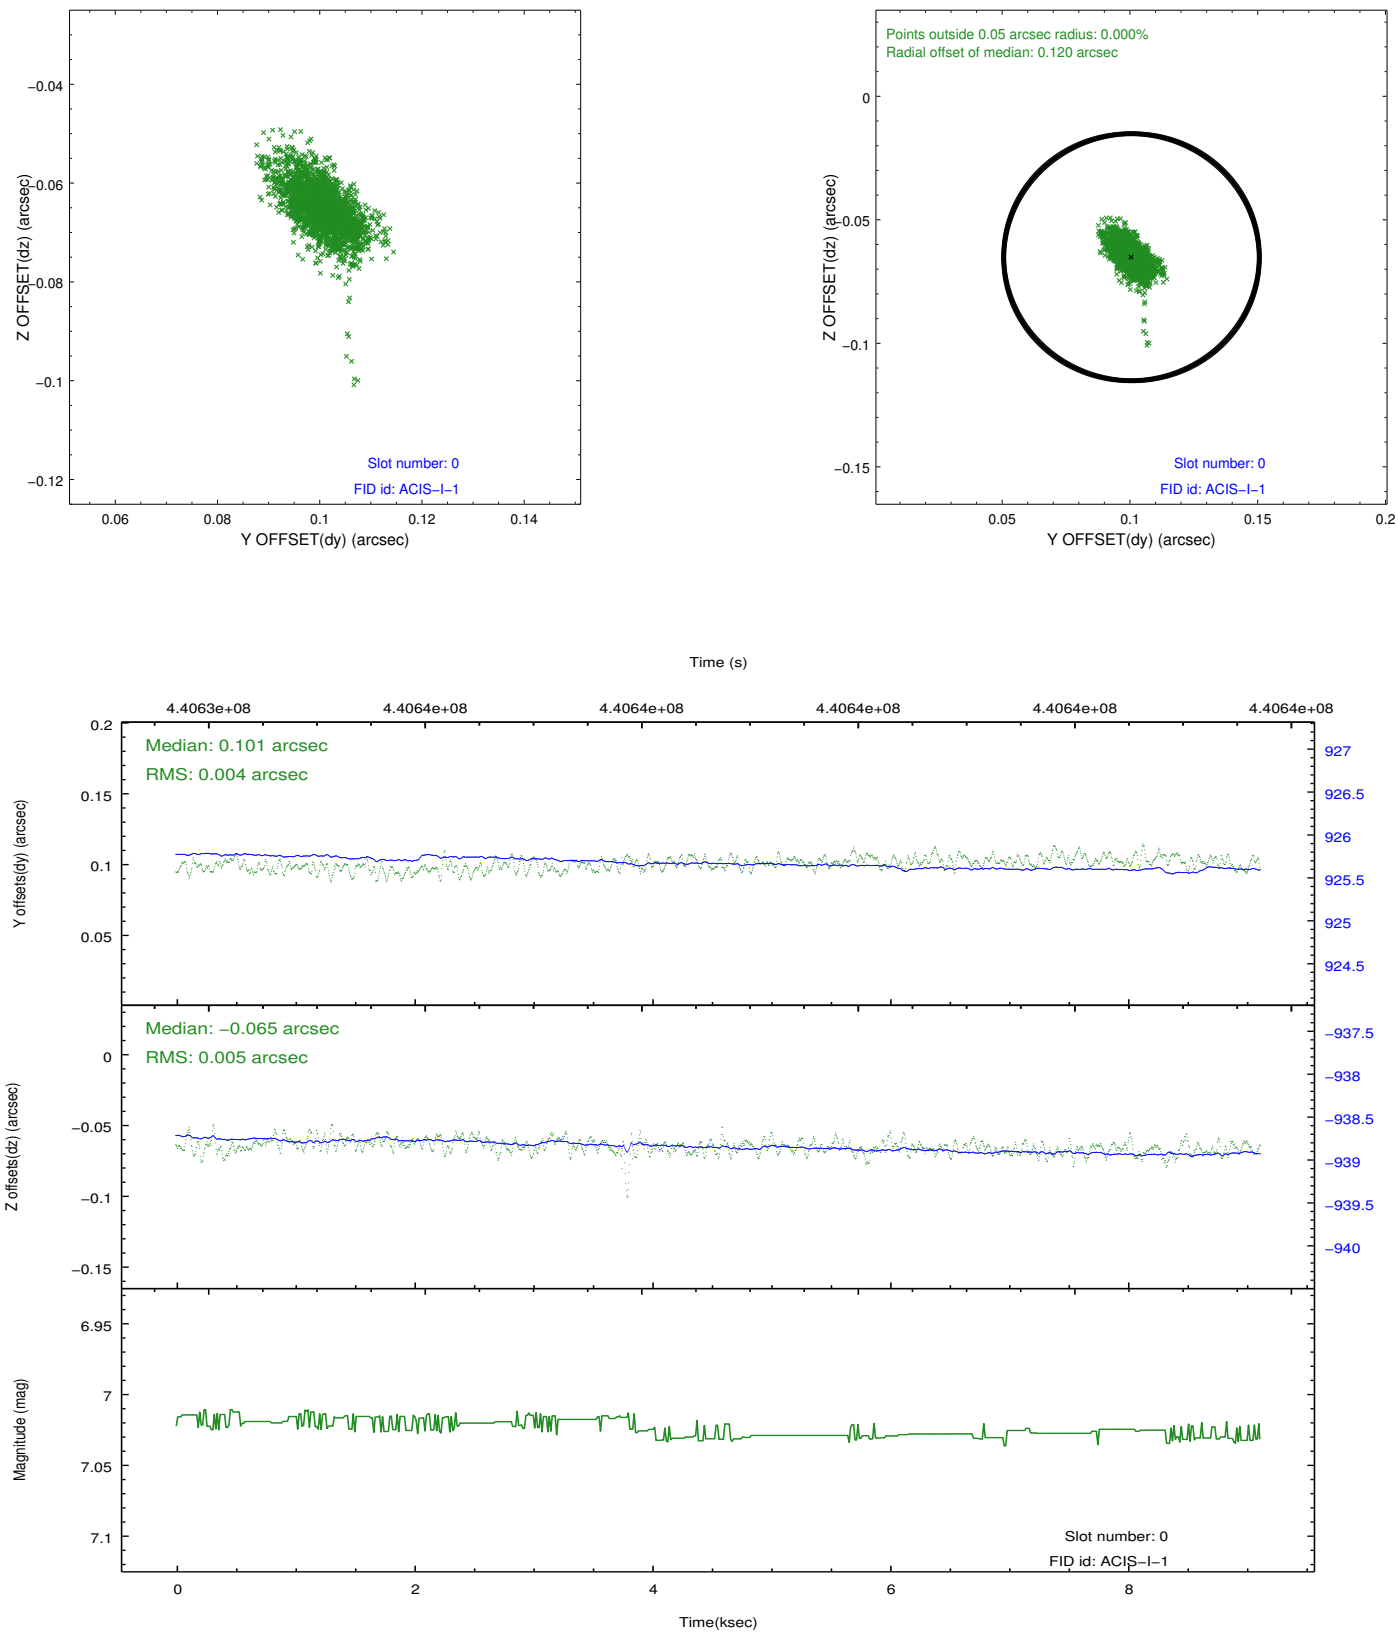 −0.04
−0.06
−0.08
−0.1
−0.12
Z OFFSET(dz) (arcsec)
Slot number: 0
FID id: ACIS−I−1
0.06
0.08
0.1
0.12
0.14
Y OFFSET(dy) (arcsec)
Points outside 0.05 arcsec radius: 0.000%
Radial offset of median: 0.120 arcsec
0
−0.05
−0.1
−0.15
Z OFFSET(dz) (arcsec)
Slot number: 0
FID id: ACIS−I−1
0.05
0.1
0.15
0.2
Y OFFSET(dy) (arcsec)
Time (s)
4.4063e+08
4.4064e+08
4.4064e+08
4.4064e+08
4.4064e+08
4.4064e+08
Median: 0.101 arcsec
RMS: 0.004 arcsec
0.2
0.15
0.1
0.05
Y offsets(dy) (arcsec)
927
926.5
926
925.5
925
924.5
Median: −0.065 arcsec
RMS: 0.005 arcsec
0
−0.05
−0.1
−0.15
Z offsets(dz) (arcsec)
−937.5
−938
−938.5
−939
−939.5
−940
6.95
7
7.05
7.1
Magnitude (mag)
Slot number: 0
FID id: ACIS−I−1
0
2
4
6
8
Time(ksec)